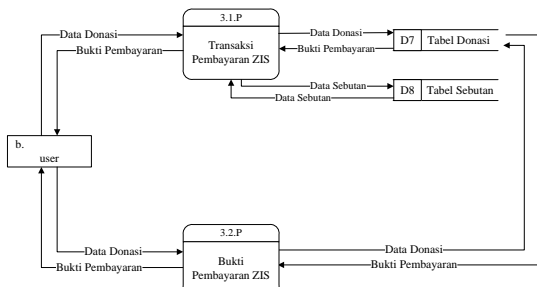 3.1.P
Data Donasi
Data Donasi
D7 Tabel Donasi
Transaksi
Bukti Pembayaran
Bukti Pembayaran
Pembayaran ZIS
Data Sebutan
D8 Tabel Sebutan
Data Sebutan
b.
user
3.2.P
Data Donasi
Data Donasi
Bukti
Bukti Pembayaran
Bukti Pembayaran
Pembayaran ZIS